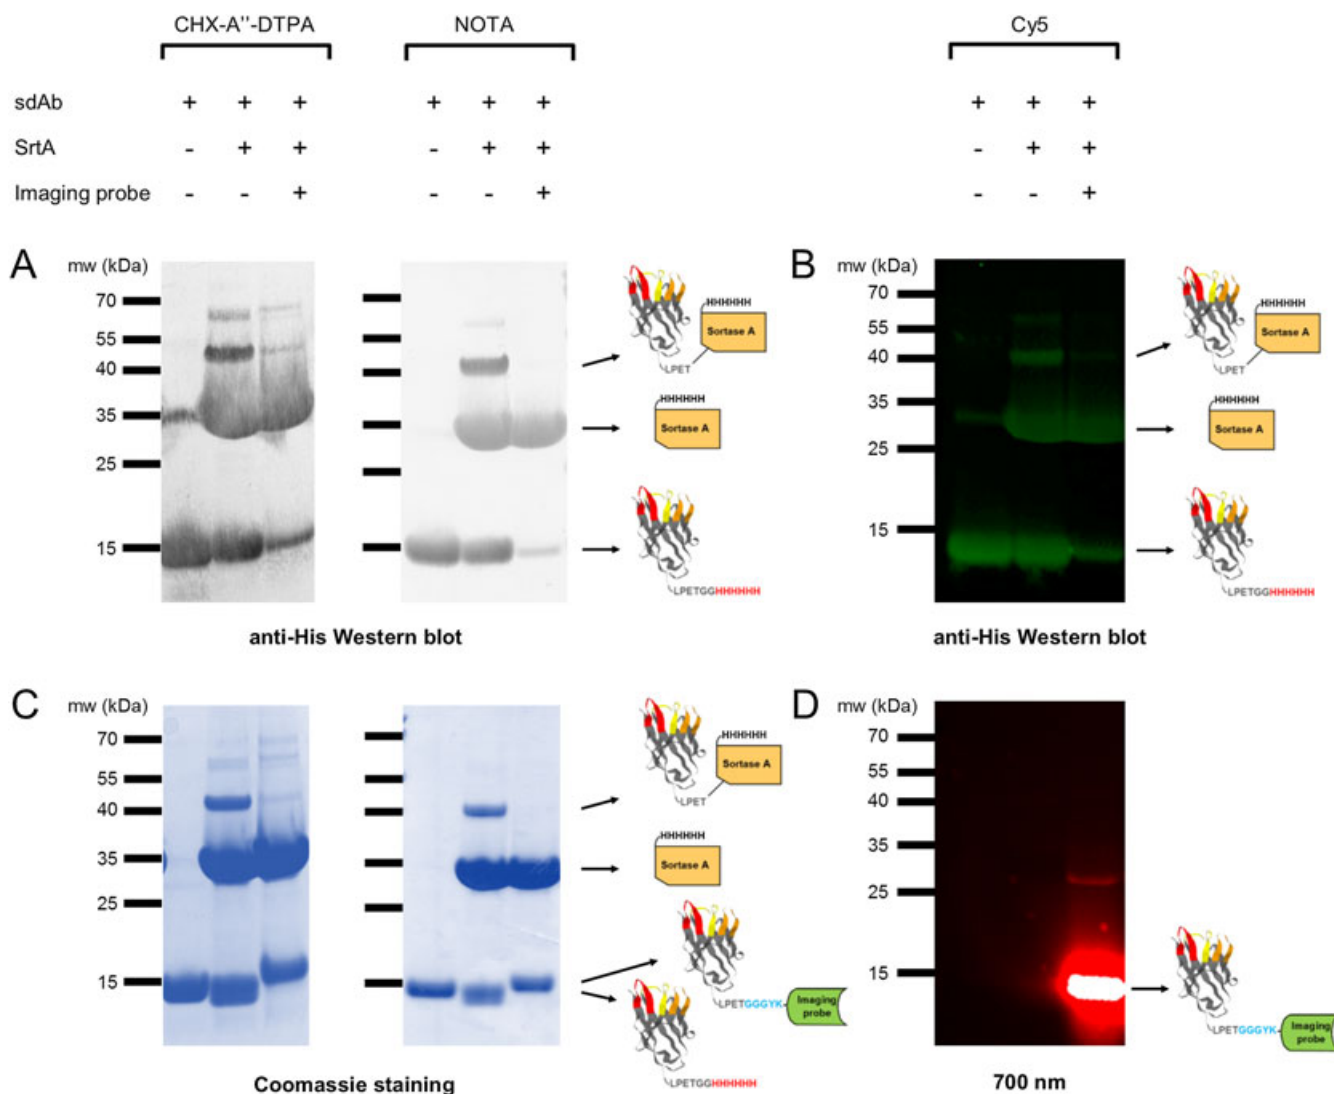 CHX-A"-DTPA NOTA Cy5
sdAb + + + + + + + + +
SrtA - + + - + + - + +
Imaging probe - - + - - + - - +
A mw (kDa)
70
55
40
35
25
15
HHHHHH
Sortase A
LPET
HHHHHH
Sortase A
LPETGGHHHHHH
anti-His Western blot
B mw (kDa)
70
55
40
35
25
15
HHHHHH
Sortase A
LPET
HHHHHH
Sortase A
LPETGGHHHHHH
anti-His Western blot
C mw (kDa)
70
55
40
35
25
15
HHHHHH
Sortase A
LPET
HHHHHH
Sortase A
LPETGGGYK
Imaging
probe
LPETGGHHHHHH
Coomassie staining
D mw (kDa)
70
55
40
35
25
15
LPETGGGYK
Imaging
probe
700 nm